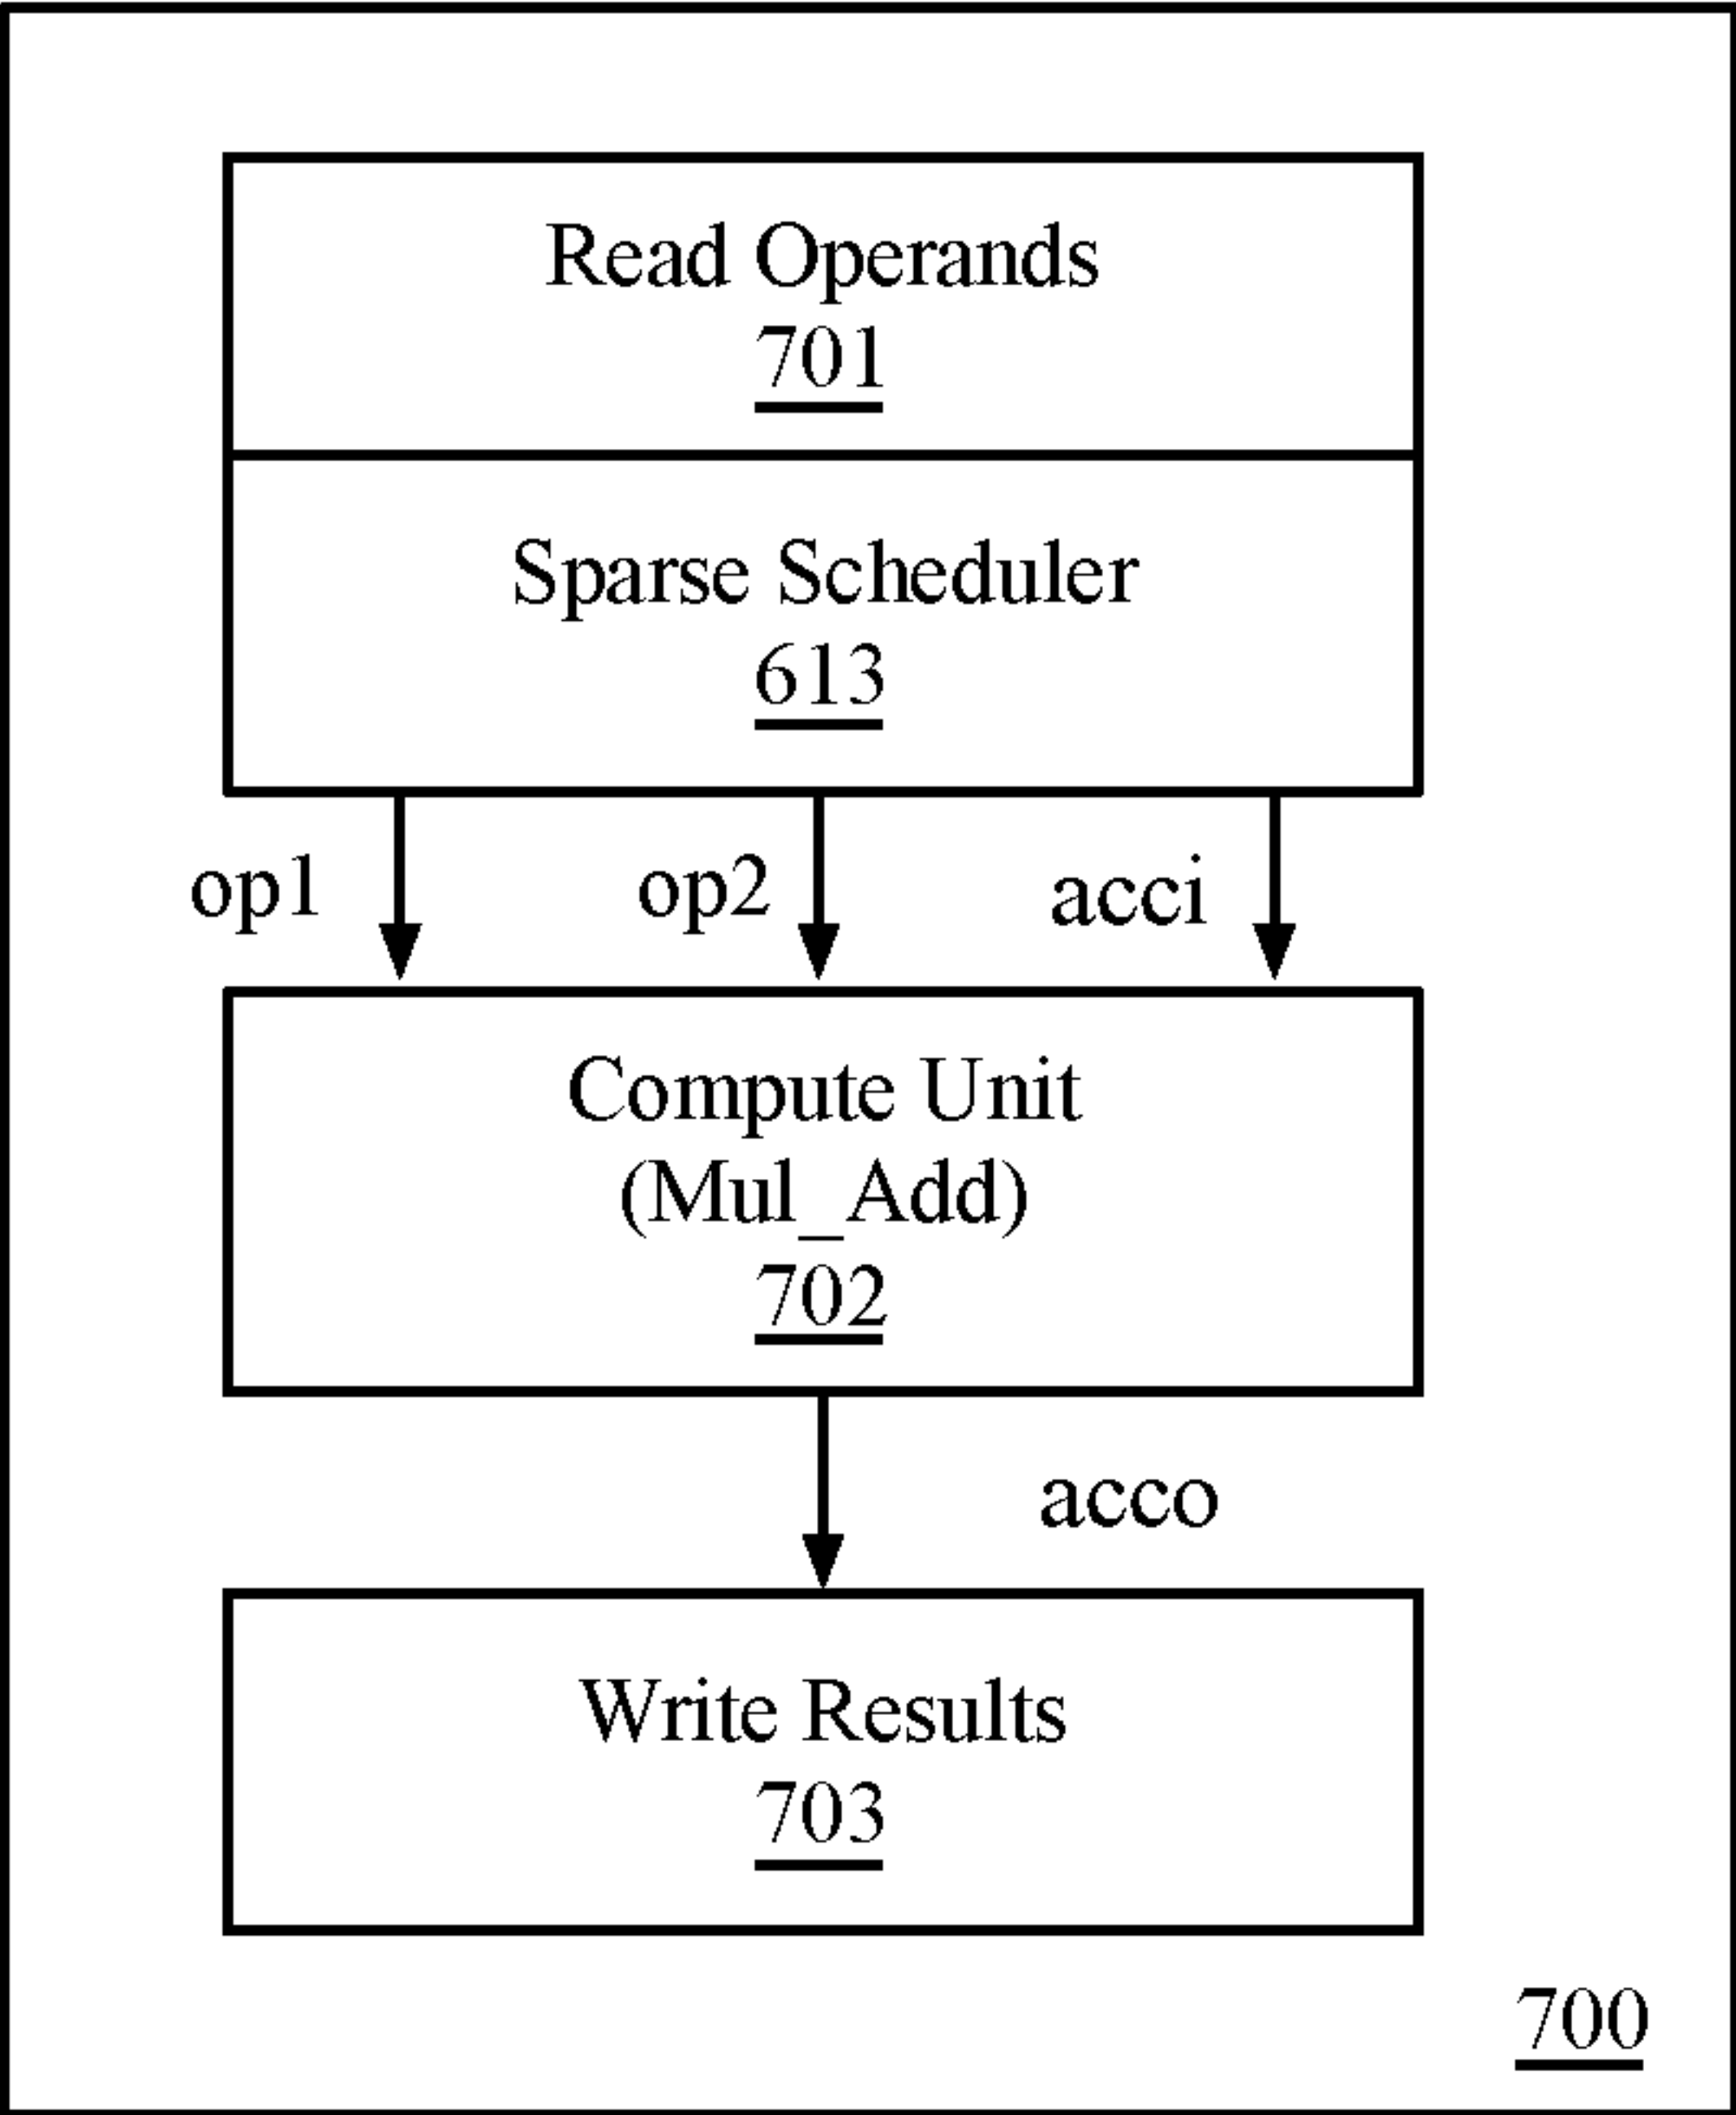 Read Operands
701
Sparse Scheduler
613
op1
op2
acci
Compute Unit
(Mul_Add)
702
acco
Write Results
703
700